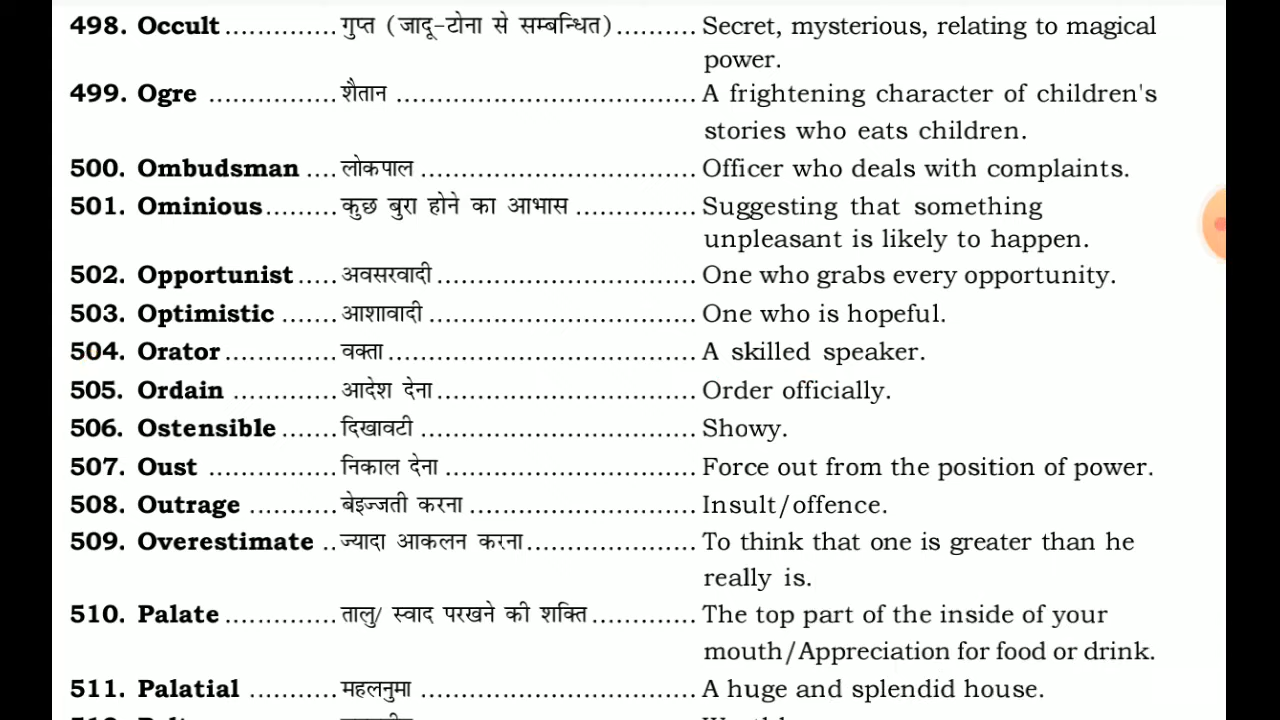 498. Occult..............गुप्त (जादू-टोना से सम्बन्धित).......... Secret, mysterious, relating to magical
power.
499. Ogre ................शैतान ..................................... A frightening character of children's
stories who eats children.
500. Ombudsman ....लोकपाल .................................. Officer who deals with complaints.
501. Ominious.........कुछ बुरा होने का आभास ............... Suggesting that something
unpleasant is likely to happen.
502. Opportunist.....अवसरवादी................................ One who grabs every opportunity.
503. Optimistic .......आशावादी ................................. One who is hopeful.
504. Orator..............वक्ता...................................... A skilled speaker.
505. Ordain .............आदेश देना................................ Order officially.
506. Ostensible.......दिखावटी .................................. Showy.
507. Oust ................निकाल देना............................... Force out from the position of power.
508. Outrage ...........बेइज्जती करना ............................ Insult/offence.
509. Overestimate ..ज्यादा आकलन करना..................... To think that one is greater than he
really is.
510. Palate..............तालु/ स्वाद परखने की शक्ति............. The top part of the inside of your
mouth/Appreciation for food or drink.
511. Palatial ...........महलनुमा .................................. A huge and splendid house.